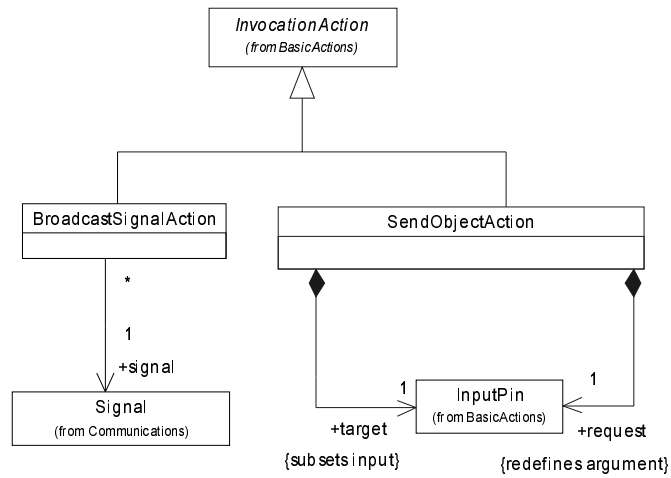 InvocationAction
(from BasicActions)
BroadcastSignalAction
SendObjectAction
*
1
+signal
Signal
(from Communications)
1
InputPin
(from BasicActions)
1
+target
{subsets input}
+request
{redefines argument}